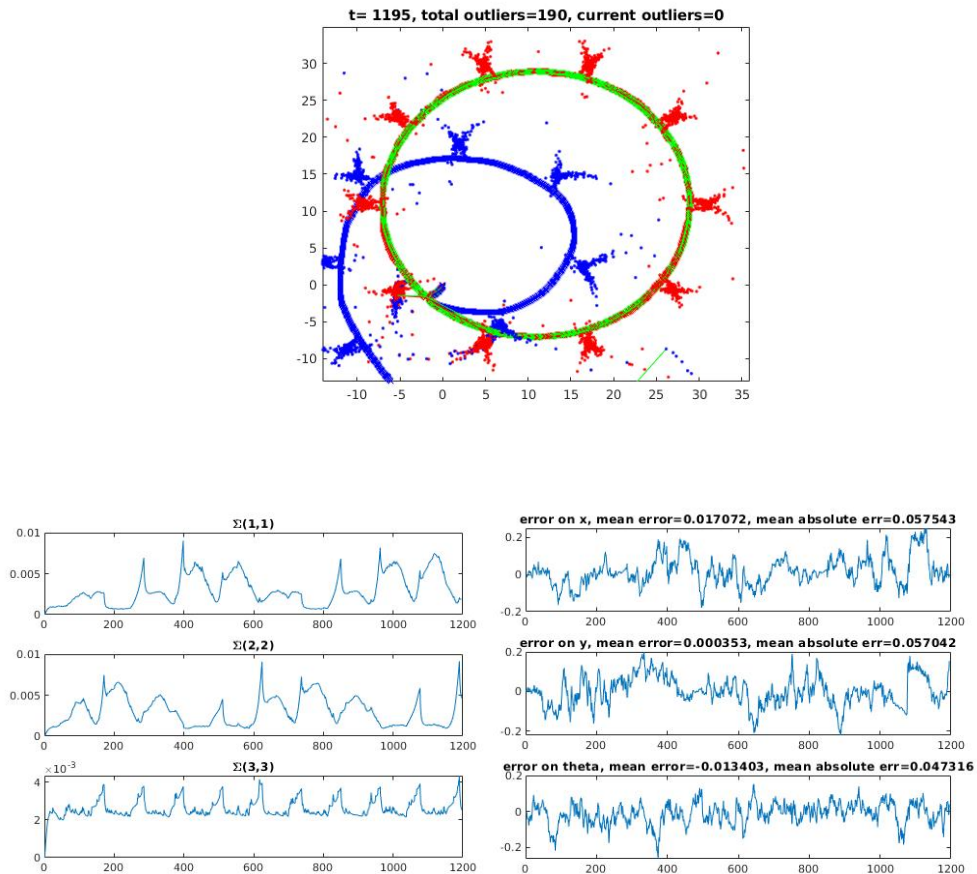 t= 1195, total outliers=190, current outliers=0
30
25
20
15
10
5
0
-5
-10
-10 -5 0 5 10 15 20 25 30 35
Σ(1,1)
0.01
0.005
0
0 200 400 600 800 1000 1200
Σ(2,2)
0.01
0.005
0
0 200 400 600 800 1000 1200
×10⁻³ Σ(3,3)
4
2
0
0 200 400 600 800 1000 1200
error on x, mean error=0.017072, mean absolute err=0.057543
0.2
0
-0.2
0 200 400 600 800 1000 1200
error on y, mean error=0.000353, mean absolute err=0.057042
0.2
0
-0.2
0 200 400 600 800 1000 1200
error on theta, mean error=-0.013403, mean absolute err=0.047316
0.2
0
-0.2
0 200 400 600 800 1000 1200